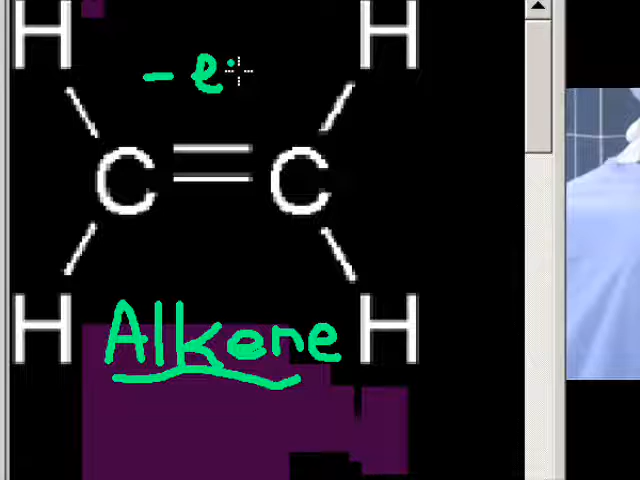 H H
- e
C = C
Alkene
H H